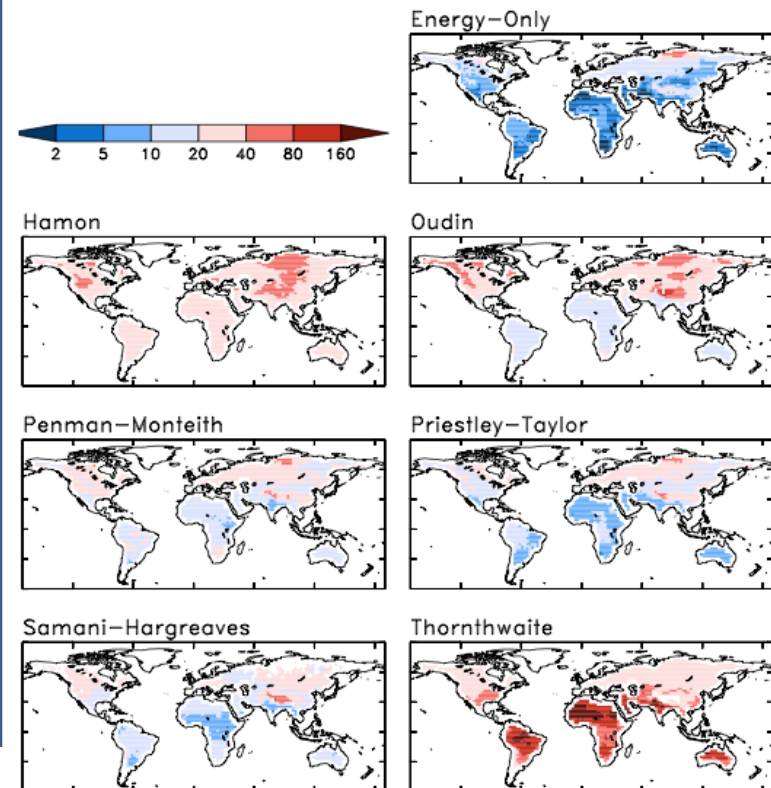 Energy-Only
2 5 10 20 40 80 160
Hamon
Oudin
Penman-Monteith
Priestley-Taylor
Samani-Hargreaves
Thornthwaite